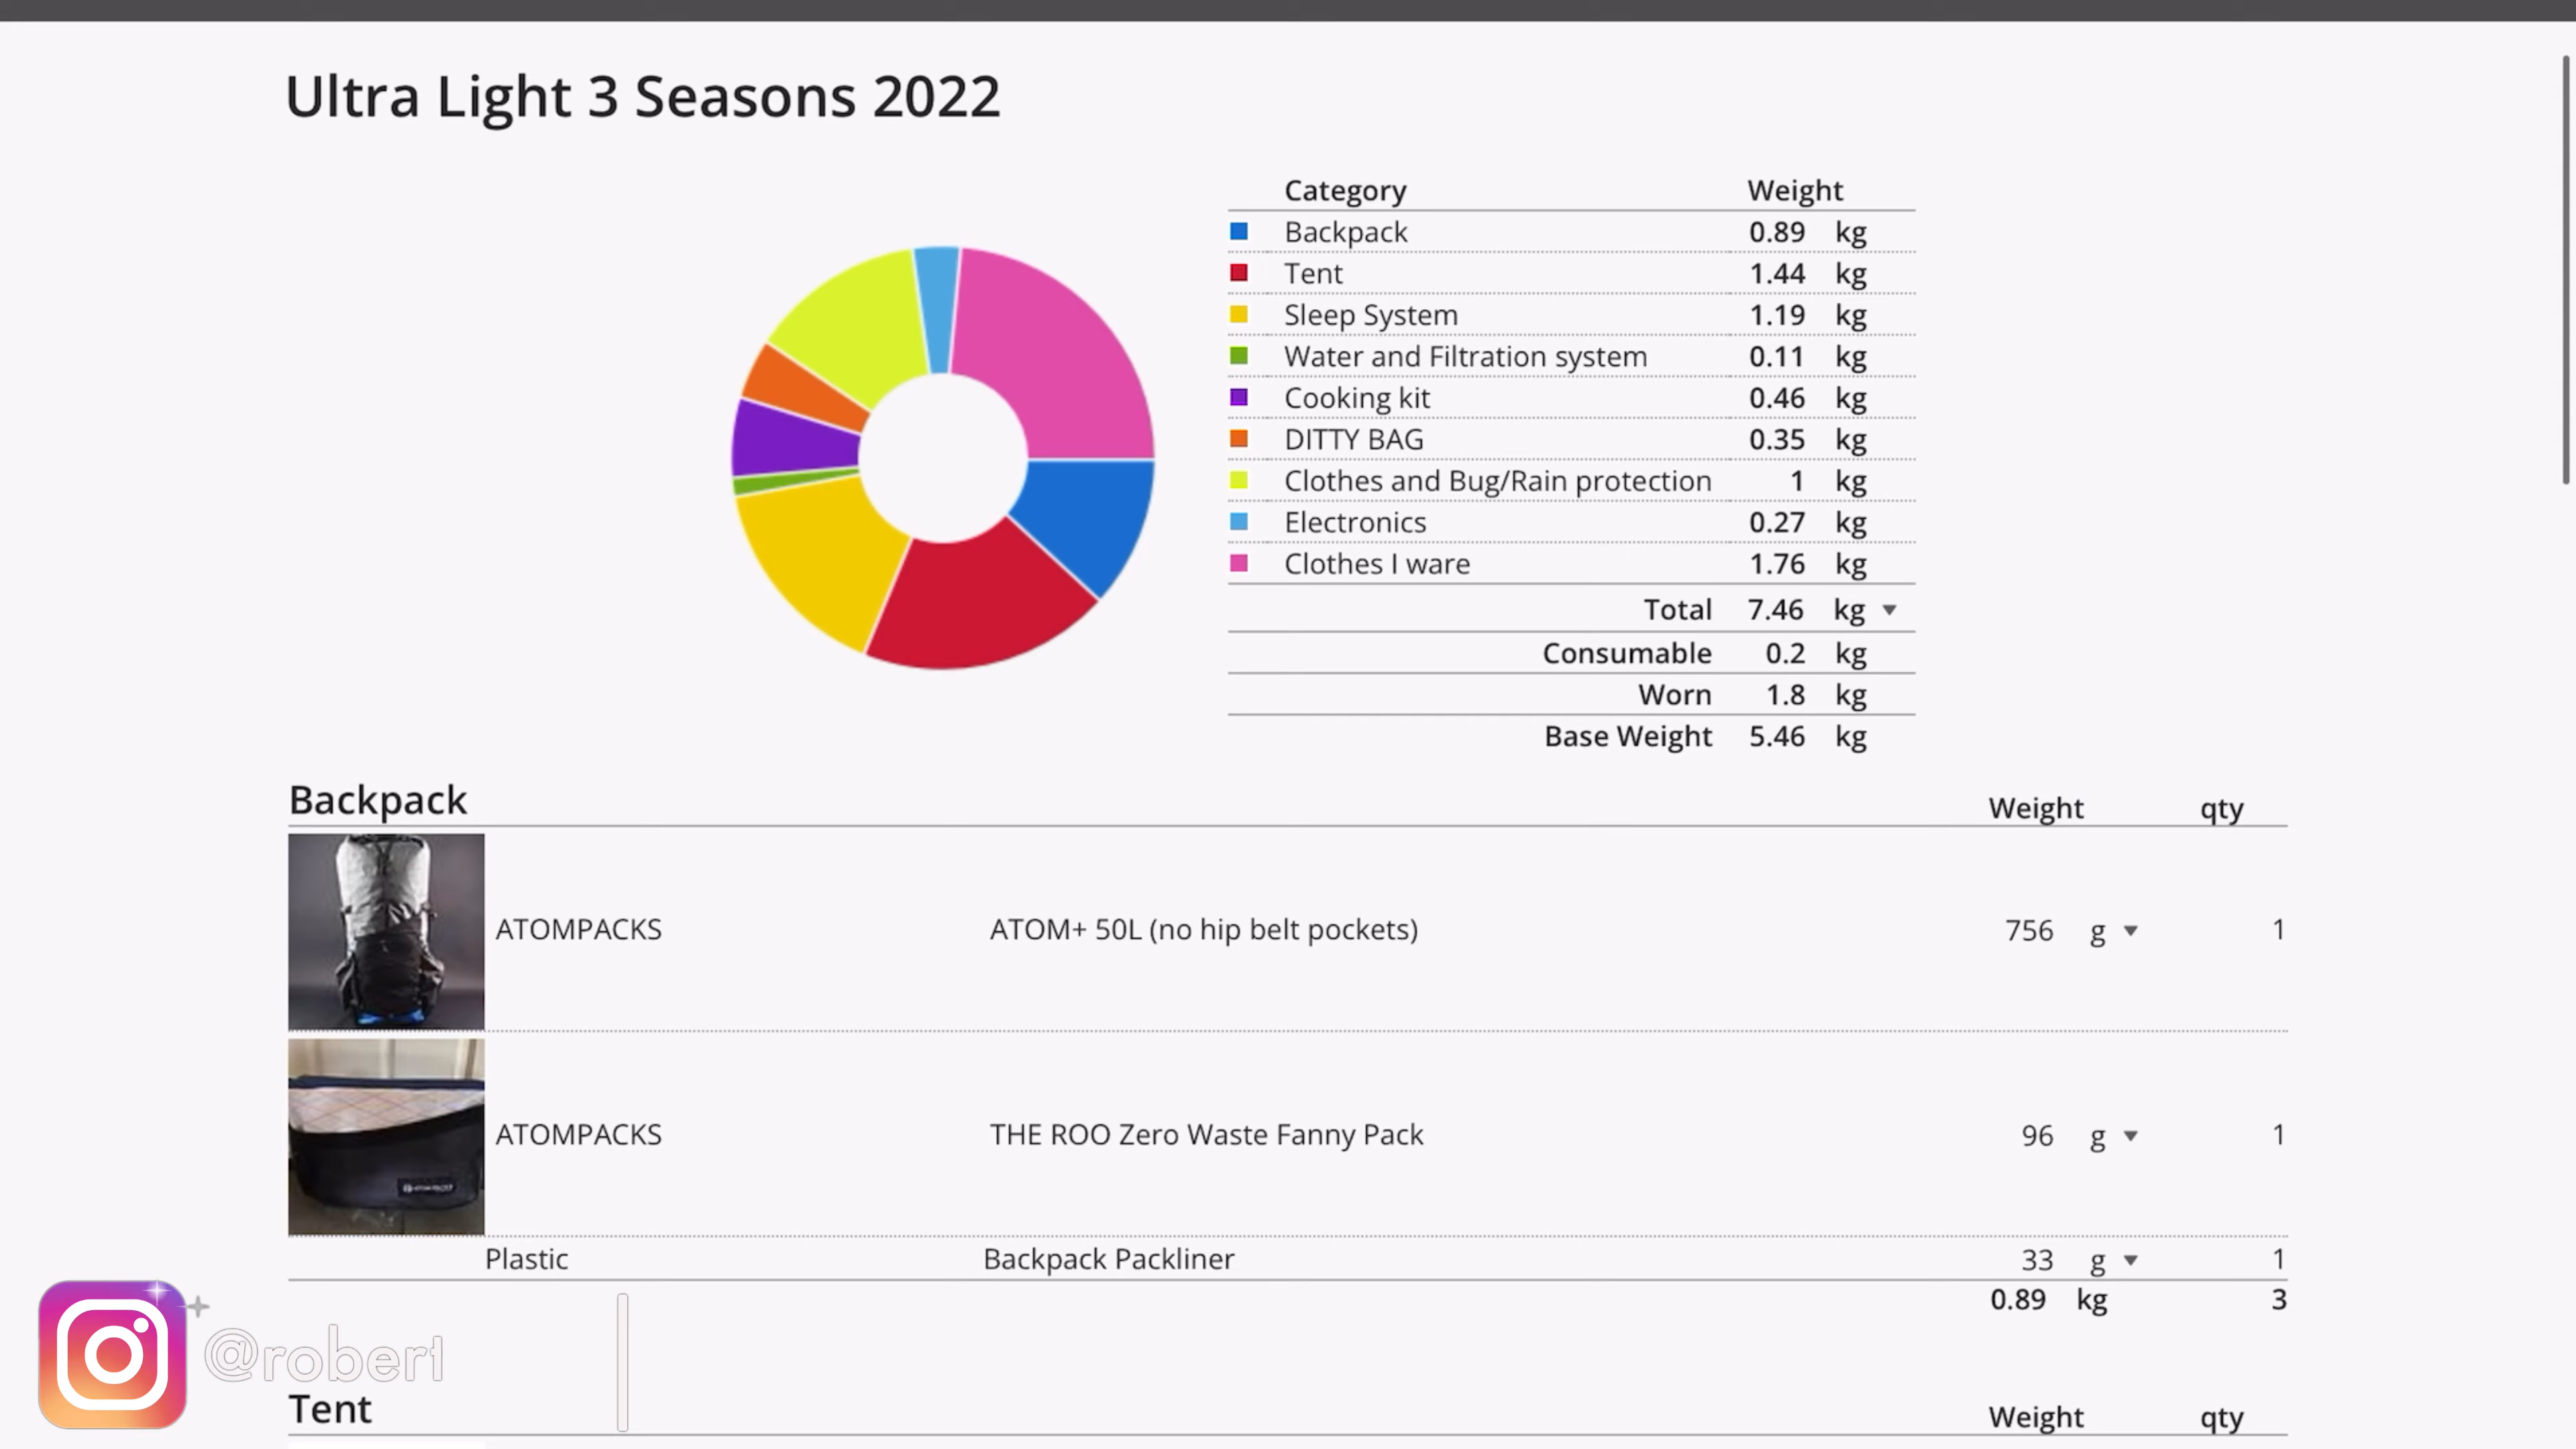 Ultra Light 3 Seasons 2022
Category Weight
Backpack 0.89 kg
Tent 1.44 kg
Sleep System 1.19 kg
Water and Filtration system 0.11 kg
Cooking kit 0.46 kg
DITTY BAG 0.35 kg
Clothes and Bug/Rain protection 1 kg
Electronics 0.27 kg
Clothes I ware 1.76 kg
Total 7.46 kg
Consumable 0.2 kg
Worn 1.8 kg
Base Weight 5.46 kg
Backpack Weight qty
ATOMPACKS ATOM+ 50L (no hip belt pockets) 756 g 1
ATOMPACKS THE ROO Zero Waste Fanny Pack 96 g 1
Plastic Backpack Packliner 33 g 1
0.89 kg 3
@robert
Tent Weight qty